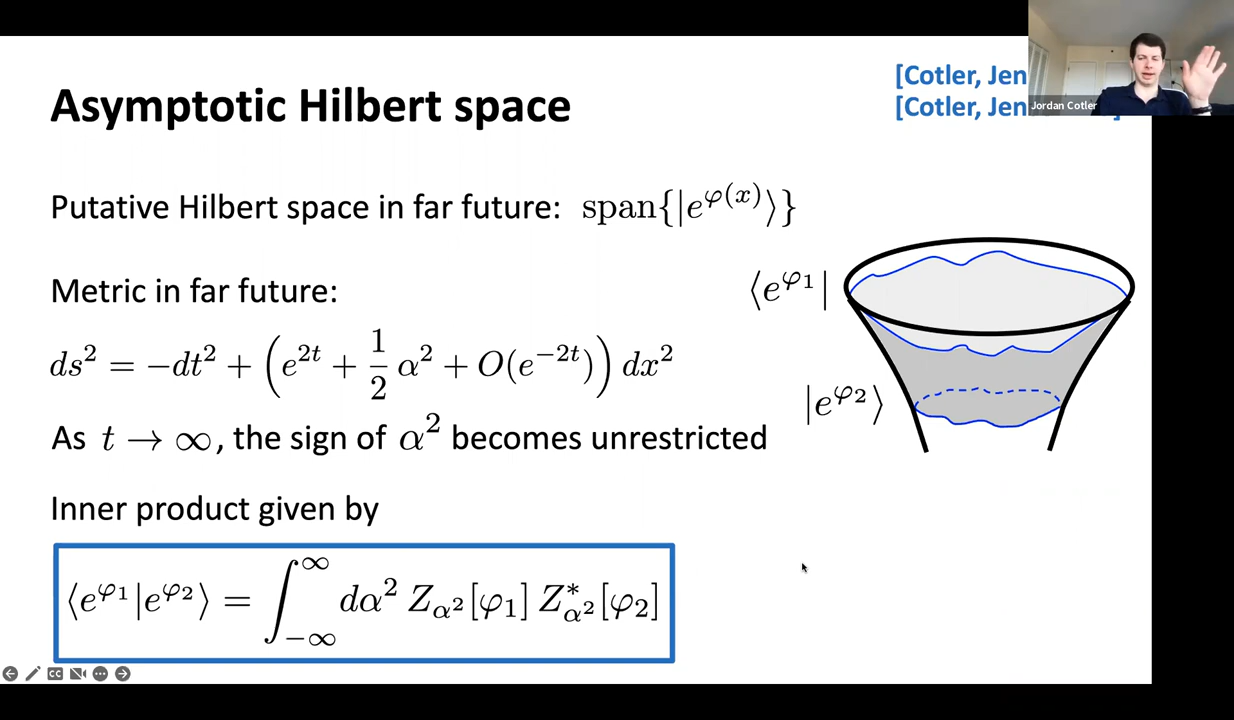 Asymptotic Hilbert space
[Cotler, Jen
[Cotler, Jen
]
Jordan Cotler
Putative Hilbert space in far future: span{|e^{φ(x)}⟩}
Metric in far future:
ds² = −dt² + (e^{2t} + \frac{1}{2} α² + O(e^{−2t})) dx²
As t → ∞, the sign of α² becomes unrestricted
Inner product given by
⟨e^{φ₁}|e^{φ₂}⟩ = ∫_{−∞}^{∞} dα² Z_{α²}[φ₁] Z*_{α²}[φ₂]
⟨e^{φ₁}|
|e^{φ₂}⟩
CC